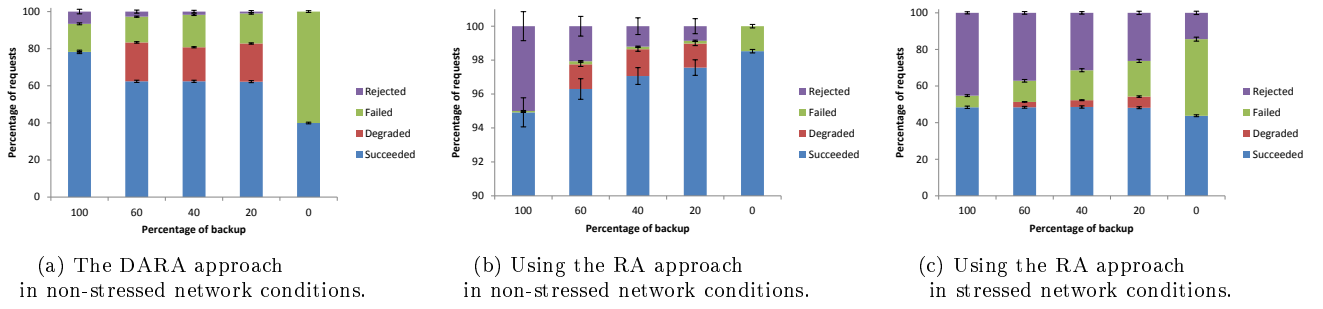 100
80
60
40
20
0
Percentage of requests
100
60
40
20
0
Percentage of backup
Rejected
Failed
Degraded
Succeeded
(a) The DARA approach
in non-stressed network conditions.
100
98
96
94
92
90
Percentage of requests
100
60
40
20
0
Percentage of backup
Rejected
Failed
Degraded
Succeeded
(b) Using the RA approach
in non-stressed network conditions.
100
80
60
40
20
0
Percentage of requests
100
60
40
20
0
Percentage of backup
Rejected
Failed
Degraded
Succeeded
(c) Using the RA approach
in stressed network conditions.